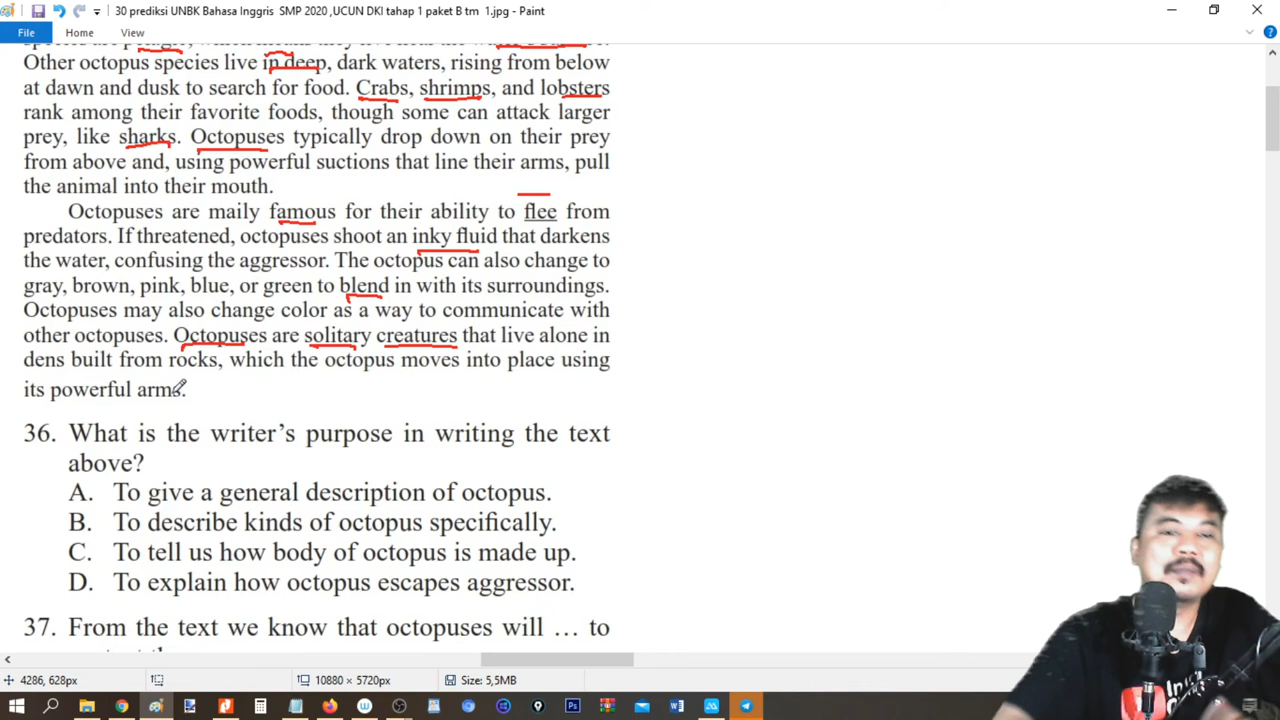 30 prediksi UNBK Bahasa Inggris SMP 2020 ,UCUN DKI tahap 1 paket B tm 1.jpg - Paint
File Home View
Other octopus species live in deep, dark waters, rising from below
at dawn and dusk to search for food. Crabs, shrimps, and lobsters
rank among their favorite foods, though some can attack larger
prey, like sharks. Octopuses typically drop down on their prey
from above and, using powerful suctions that line their arms, pull
the animal into their mouth.
Octopuses are maily famous for their ability to flee from
predators. If threatened, octopuses shoot an inky fluid that darkens
the water, confusing the aggressor. The octopus can also change to
gray, brown, pink, blue, or green to blend in with its surroundings.
Octopuses may also change color as a way to communicate with
other octopuses. Octopuses are solitary creatures that live alone in
dens built from rocks, which the octopus moves into place using
its powerful arms.
36. What is the writer's purpose in writing the text
above?
A. To give a general description of octopus.
B. To describe kinds of octopus specifically.
C. To tell us how body of octopus is made up.
D. To explain how octopus escapes aggressor.
37. From the text we know that octopuses will … to
4286, 628px 10880 × 5720px Size: 5,5MB